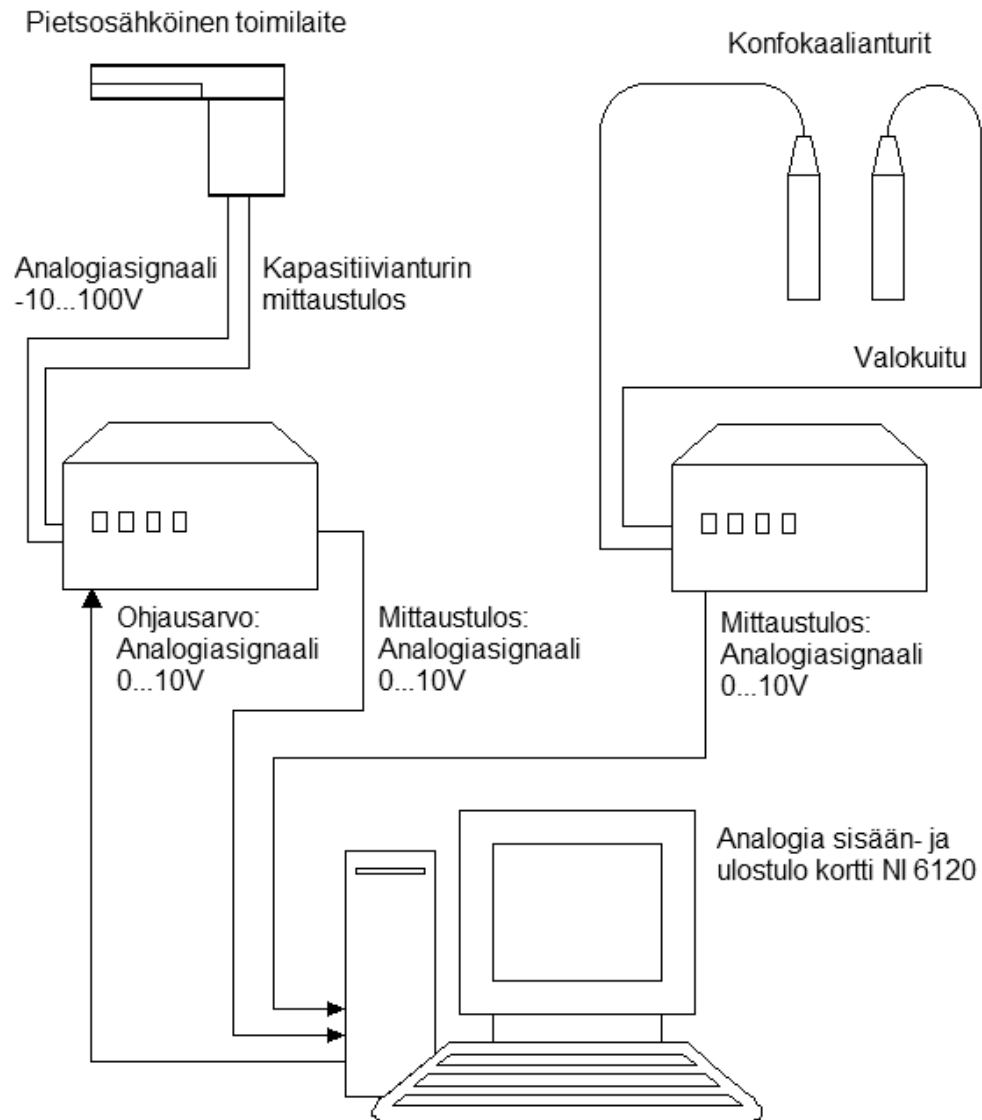 Pietsosähköinen toimilaite
Konfokaalianturit
Analogiasignaali
-10...100V
Kapasitiivianturin
mittaustulos
Valokuitu
Ohjausarvo:
Analogiasignaali
0...10V
Mittaustulos:
Analogiasignaali
0...10V
Mittaustulos:
Analogiasignaali
0...10V
Analogia sisään- ja
ulostulo kortti NI 6120